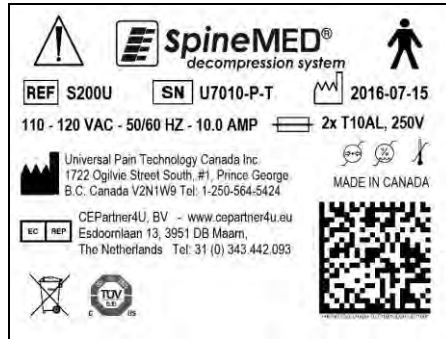 SpineMED®
decompression system
REF S200U SN U7010-P-T 2016-07-15
110 - 120 VAC - 50/60 HZ - 10.0 AMP 2x T10AL, 250V
Universal Pain Technology Canada Inc.
1722 Ogilvie Street South, #1, Prince George
B.C. Canada V2N1W9 Tel: 1-250-564-5424
MADE IN CANADA
EC REP
CEPartner4U, BV - www.cepartner4u.eu
Esdoornlaan 13, 3951 DB Maarn,
The Netherlands Tel: 31 (0) 343.442.093
TÜV
C US